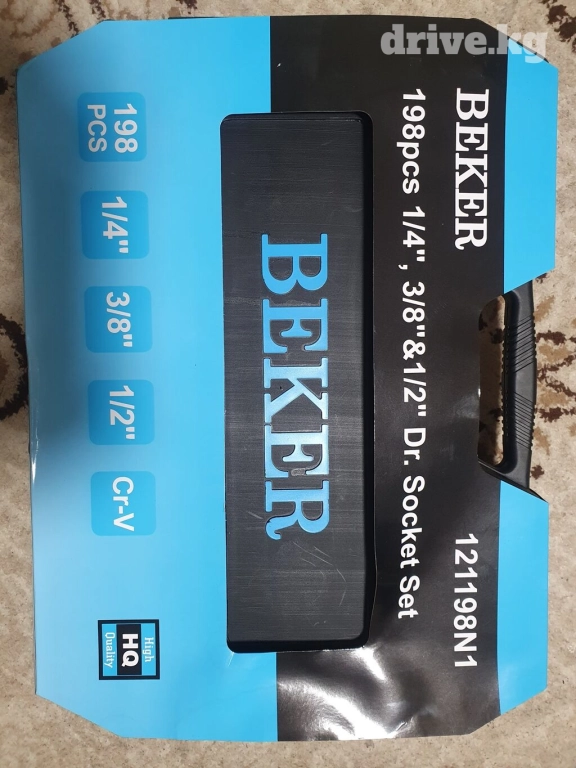 drive.kg
BEKER
121198N1
198pcs 1/4", 3/8"&1/2" Dr. Socket Set
BEKER
198
PCS
1/4"
3/8"
1/2"
Cr-V
High
HQ
Quality